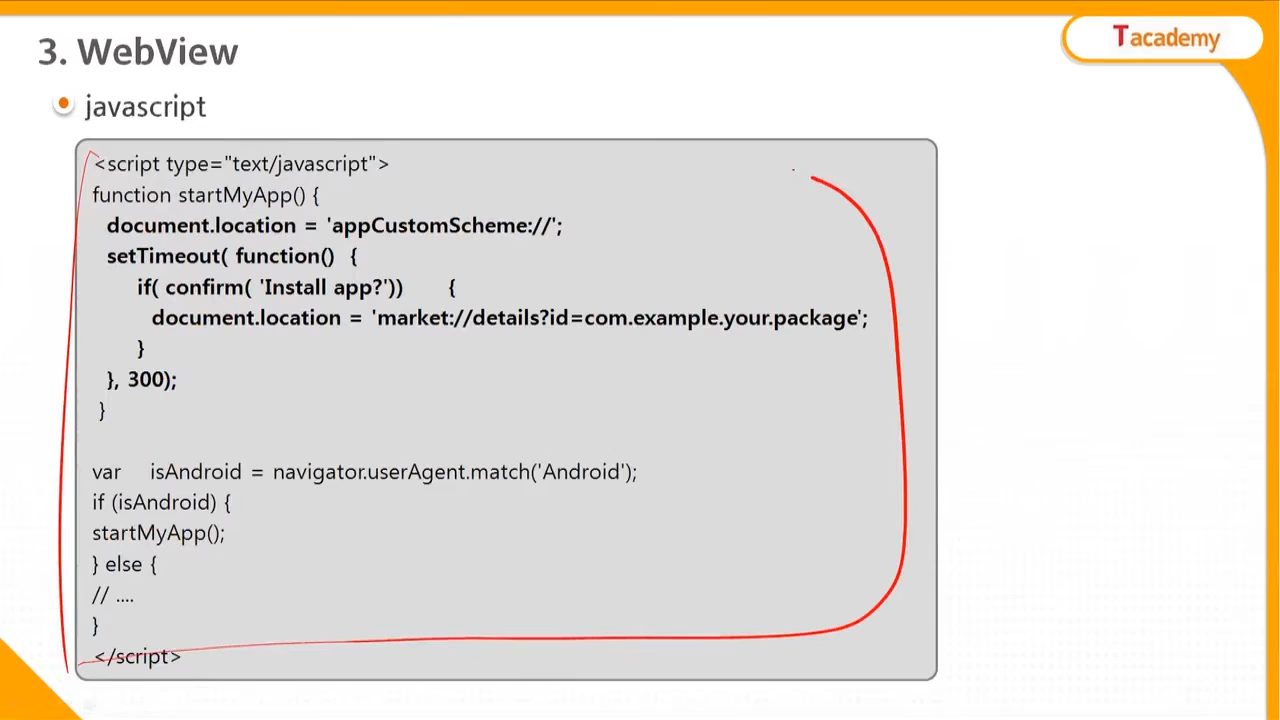 3. WebView
Tacademy
javascript
<script type="text/javascript">
function startMyApp() {
document.location = 'appCustomScheme://';
setTimeout( function() {
if( confirm( 'Install app?')) {
document.location = 'market://details?id=com.example.your.package';
}
}, 300);
}
var isAndroid = navigator.userAgent.match('Android');
if (isAndroid) {
startMyApp();
} else {
// ....
}
</script>